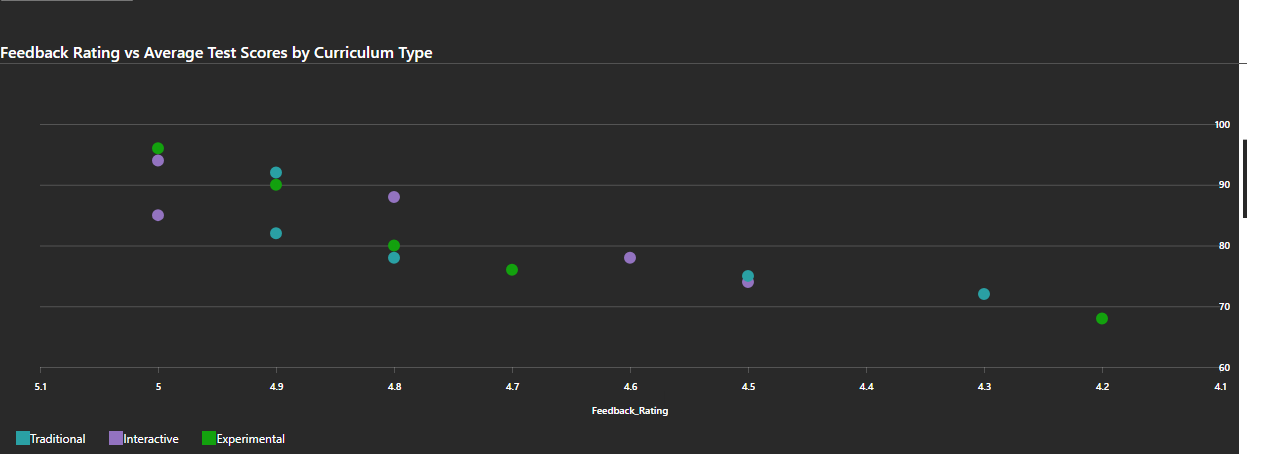 Feedback Rating vs Average Test Scores by Curriculum Type
100
90
80
70
60
5.1 5 4.9 4.8 4.7 4.6 4.5 4.4 4.3 4.2 4.1
Feedback_Rating
Traditional Interactive Experimental